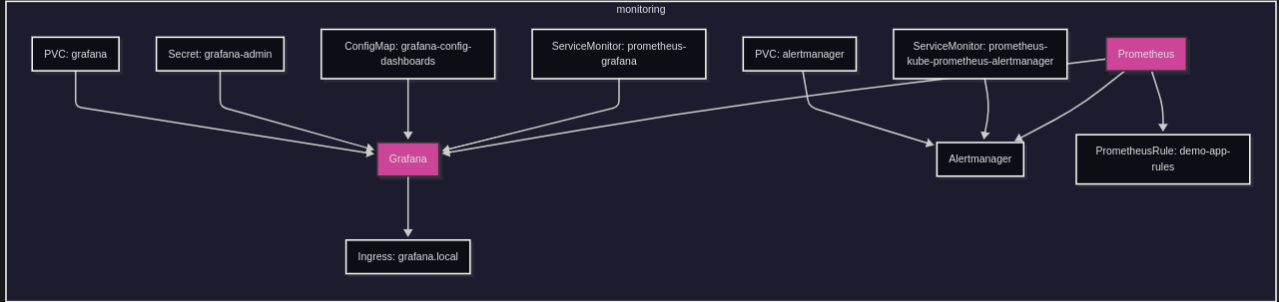 monitoring
PVC: grafana
Secret: grafana-admin
ConfigMap: grafana-config-
dashboards
ServiceMonitor: prometheus-
grafana
PVC: alertmanager
ServiceMonitor: prometheus-
kube-prometheus-alertmanager
Prometheus
Grafana
Alertmanager
PrometheusRule: demo-app-
rules
Ingress: grafana.local